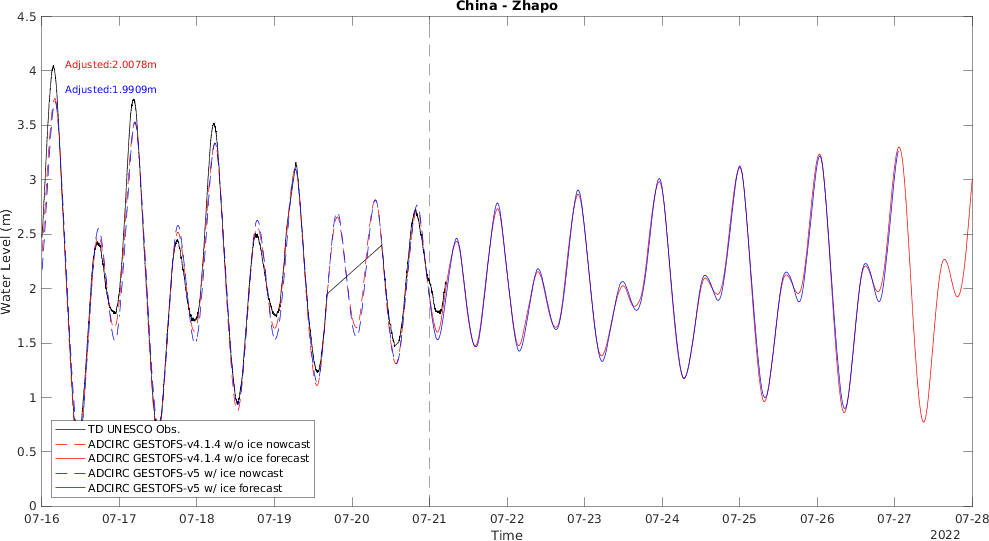 China - Zhapo
4.5
4
3.5
3
2.5
2
1.5
1
0.5
0
Water Level (m)
Adjusted:2.0078m
Adjusted:1.9909m
TD UNESCO Obs.
ADCIRC GESTOFS-v4.1.4 w/o ice nowcast
ADCIRC GESTOFS-v4.1.4 w/o ice forecast
ADCIRC GESTOFS-v5 w/ ice nowcast
ADCIRC GESTOFS-v5 w/ ice forecast
07-16 07-17 07-18 07-19 07-20 07-21 07-22 07-23 07-24 07-25 07-26 07-27 07-28
Time
2022